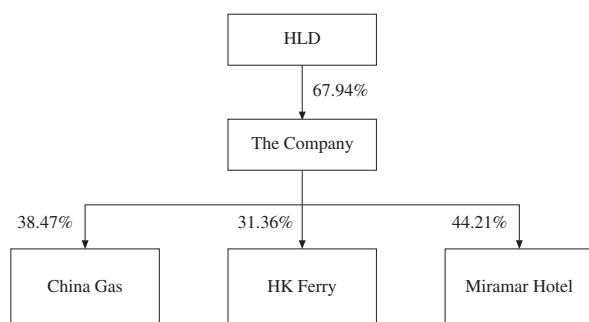 HLD
67.94%
The Company
38.47%
31.36%
44.21%
China Gas
HK Ferry
Miramar Hotel